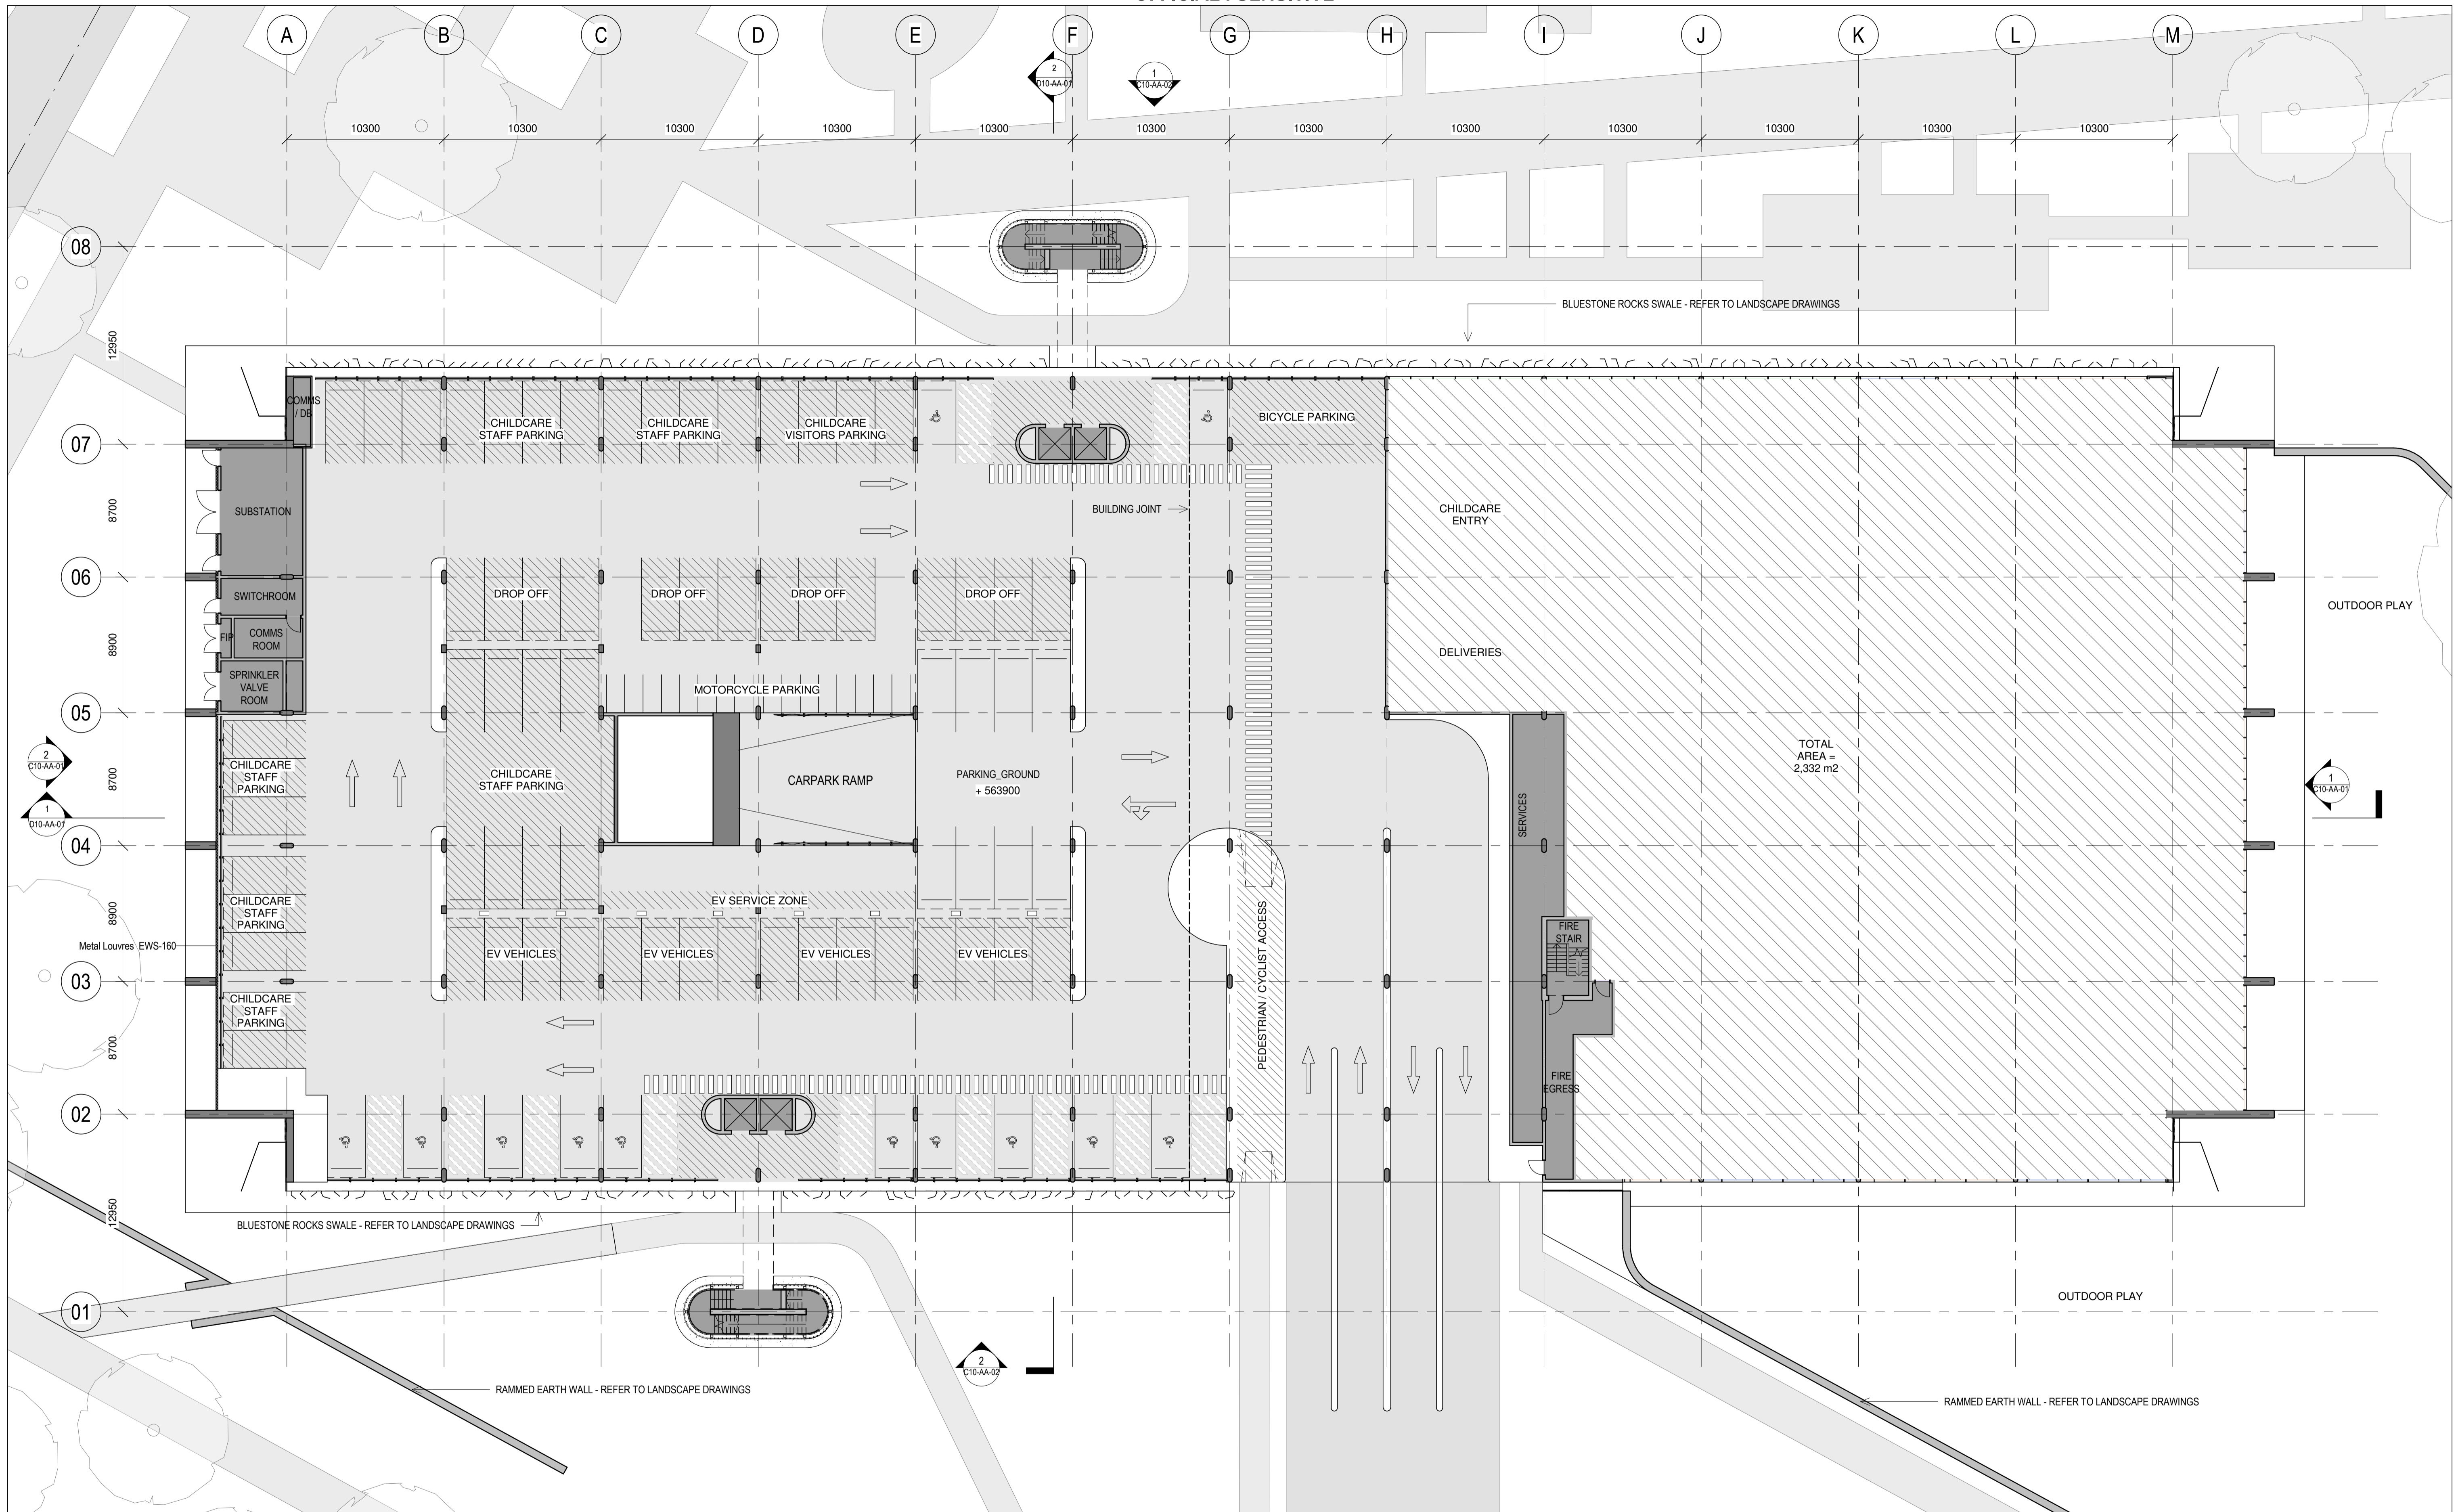 A
B
C
D
E
F
G
H
I
J
K
L
M
2
D10-AA-01
1
C10-AA-02
10300
10300
10300
10300
10300
10300
10300
10300
10300
10300
10300
10300
08
BLUESTONE ROCKS SWALE - REFER TO LANDSCAPE DRAWINGS
12950
COMMS
/ DB
CHILDCARE
STAFF PARKING
CHILDCARE
STAFF PARKING
CHILDCARE
VISITORS PARKING
BICYCLE PARKING
07
SUBSTATION
8700
BUILDING JOINT
CHILDCARE
ENTRY
06
SWITCHROOM
DROP OFF
DROP OFF
DROP OFF
DROP OFF
OUTDOOR PLAY
FIP
COMMS
ROOM
8900
DELIVERIES
SPRINKLER
VALVE
ROOM
MOTORCYCLE PARKING
05
2
C10-AA-01
1
D10-AA-01
8700
CHILDCARE
STAFF
PARKING
CHILDCARE
STAFF PARKING
CARPARK RAMP
PARKING_GROUND
+ 563900
TOTAL
AREA =
2,332 m2
1
C10-AA-01
SERVICES
04
8900
CHILDCARE
STAFF
PARKING
EV SERVICE ZONE
Metal Louvres EWS-160
EV VEHICLES
EV VEHICLES
EV VEHICLES
EV VEHICLES
FIRE
STAIR
PEDESTRIAN / CYCLIST ACCESS
03
CHILDCARE
STAFF
PARKING
8700
FIRE
EGRESS
02
12950
BLUESTONE ROCKS SWALE - REFER TO LANDSCAPE DRAWINGS
01
OUTDOOR PLAY
2
C10-AA-02
RAMMED EARTH WALL - REFER TO LANDSCAPE DRAWINGS
RAMMED EARTH WALL - REFER TO LANDSCAPE DRAWINGS